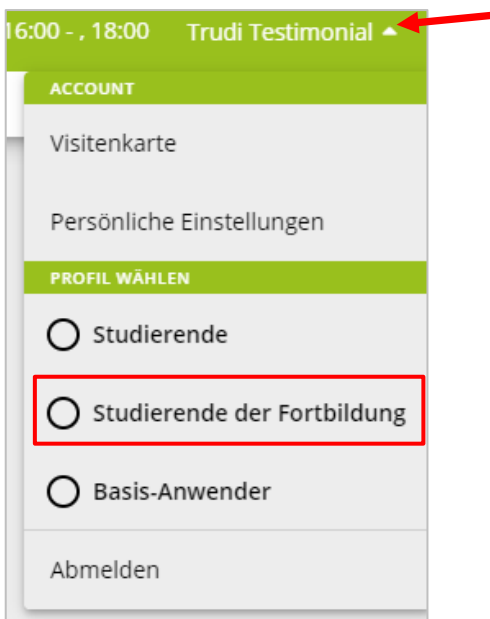 16:00 - , 18:00 Trudi Testimonial
ACCOUNT
Visitenkarte
Persönliche Einstellungen
PROFIL WÄHLEN
Studierende
Studierende der Fortbildung
Basis-Anwender
Abmelden